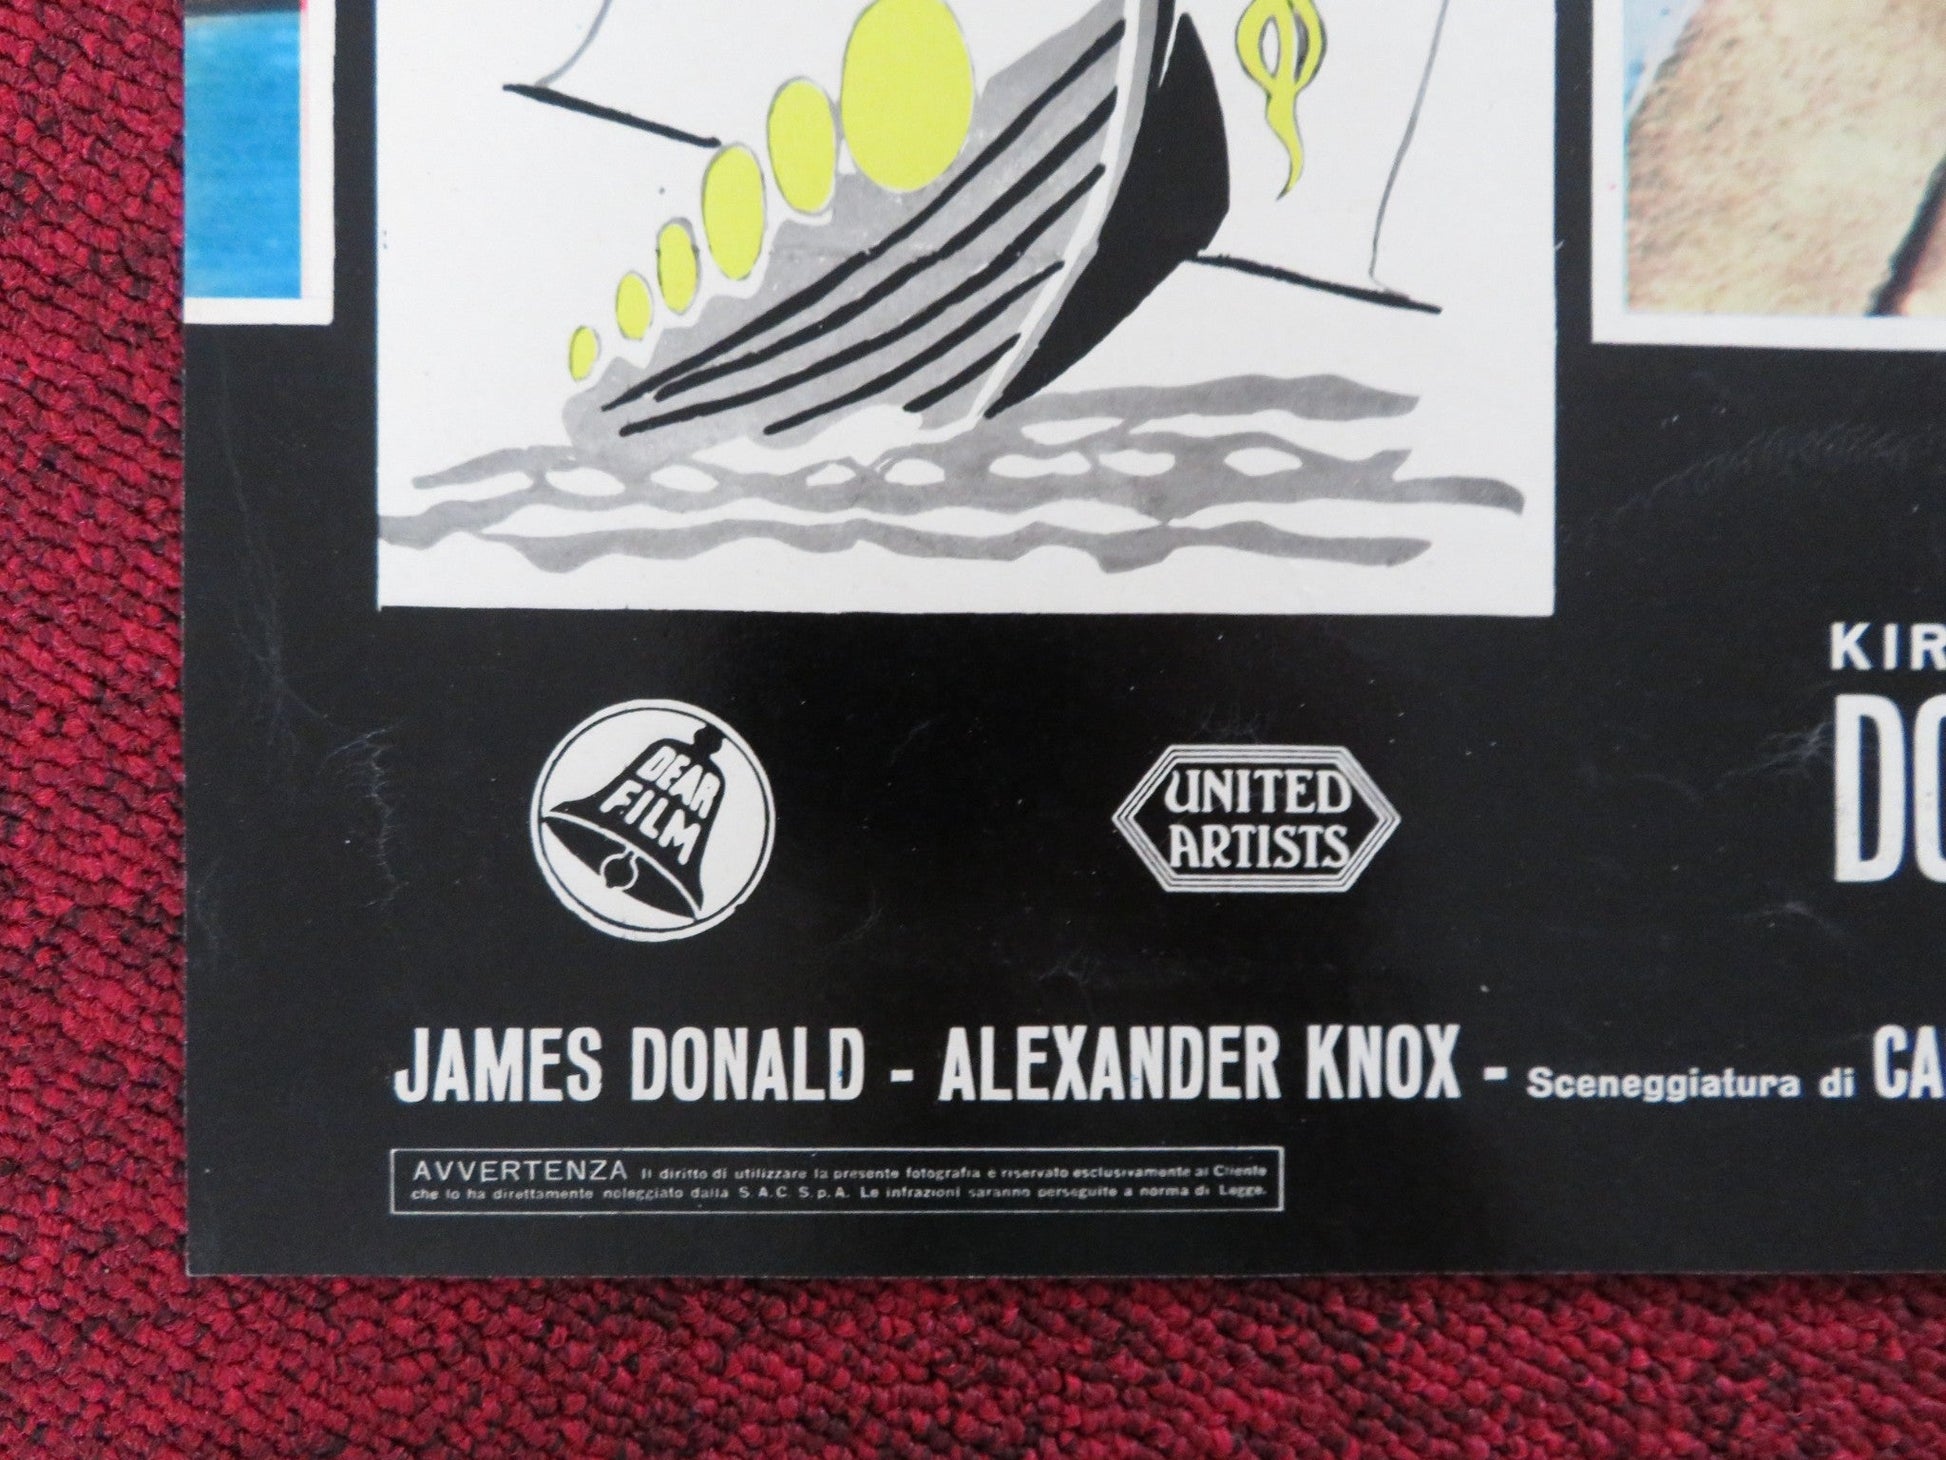 KIR
DO
DEAR
FILM
UNITED
ARTISTS
JAMES DONALD - ALEXANDER KNOX - Sceneggiatura di CA
AVVERTENZA Il diritto di utilizzare la presente fotografia è riservato esclusivamente al Cliente
che lo ha direttamente noleggiato dalla S.A.C. S.p.A. Le infrazioni saranno perseguite a norma di Legge.